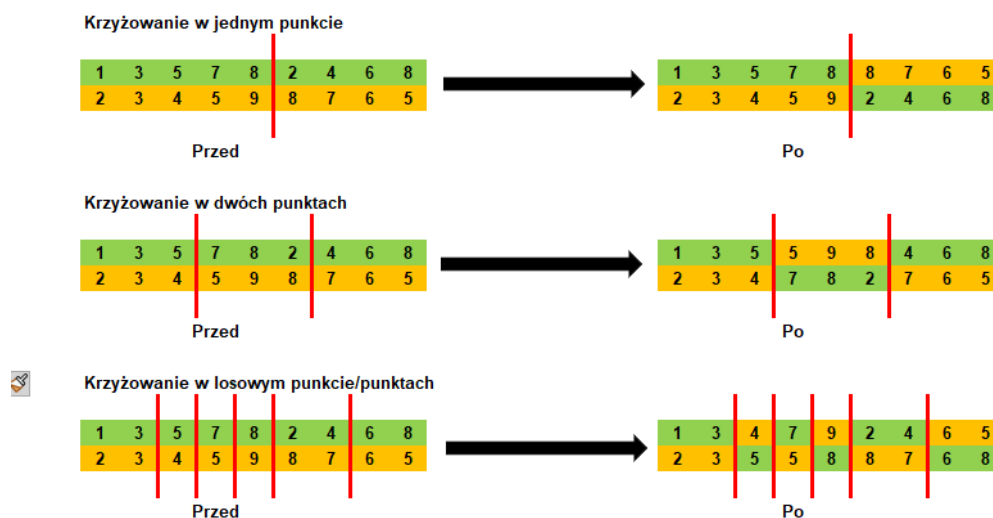 Krzyżowanie w jednym punkcie
1 3 5 7 8 2 4 6 8 1 3 5 7 8 8 7 6 5
2 3 4 5 9 8 7 6 5 2 3 4 5 9 2 4 6 8
Przed Po
Krzyżowanie w dwóch punktach
1 3 5 7 8 2 4 6 8 1 3 5 5 9 8 4 6 8
2 3 4 5 9 8 7 6 5 2 3 4 7 8 2 7 6 5
Przed Po
Krzyżowanie w losowym punkcie/punktach
1 3 5 7 8 2 4 6 8 1 3 4 7 9 2 4 6 5
2 3 4 5 9 8 7 6 5 2 3 5 5 8 8 7 6 8
Przed Po